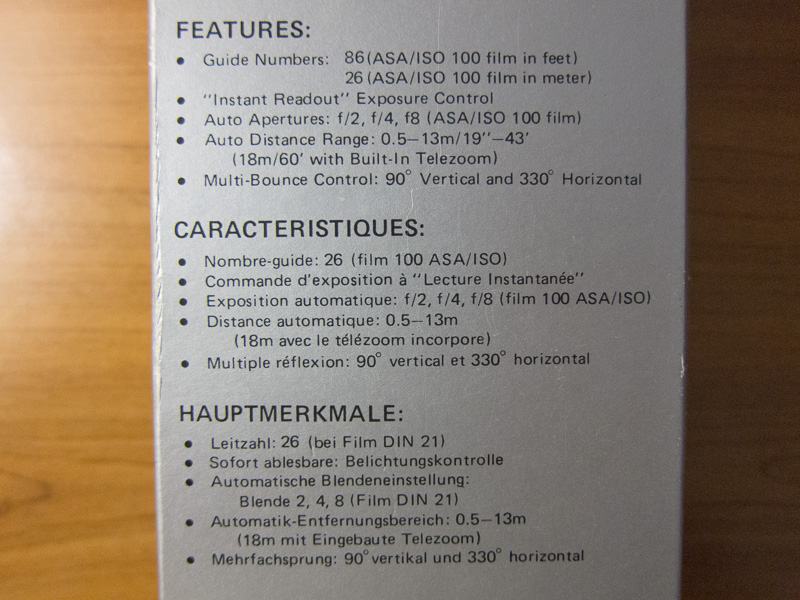 FEATURES:
• Guide Numbers: 86 (ASA/ISO 100 film in feet)
26 (ASA/ISO 100 film in meter)
• "Instant Readout" Exposure Control
• Auto Apertures: f/2, f/4, f8 (ASA/ISO 100 film)
• Auto Distance Range: 0.5–13m/19''–43'
(18m/60' with Built-In Telezoom)
• Multi-Bounce Control: 90° Vertical and 330° Horizontal
CARACTERISTIQUES:
• Nombre-guide: 26 (film 100 ASA/ISO)
• Commande d'exposition à "Lecture Instantanée"
• Exposition automatique: f/2, f/4, f/8 (film 100 ASA/ISO)
• Distance automatique: 0.5–13m
(18m avec le télézoom incorpore)
• Multiple réflexion: 90° vertical et 330° horizontal
HAUPTMERKMALE:
• Leitzahl: 26 (bei Film DIN 21)
• Sofort ablesbare: Belichtungskontrolle
• Automatische Blendeneinstellung:
Blende 2, 4, 8 (Film DIN 21)
• Automatik-Entfernungsbereich: 0.5–13m
(18m mit Eingebaute Telezoom)
• Mehrfachsprung: 90° vertikal und 330° horizontal